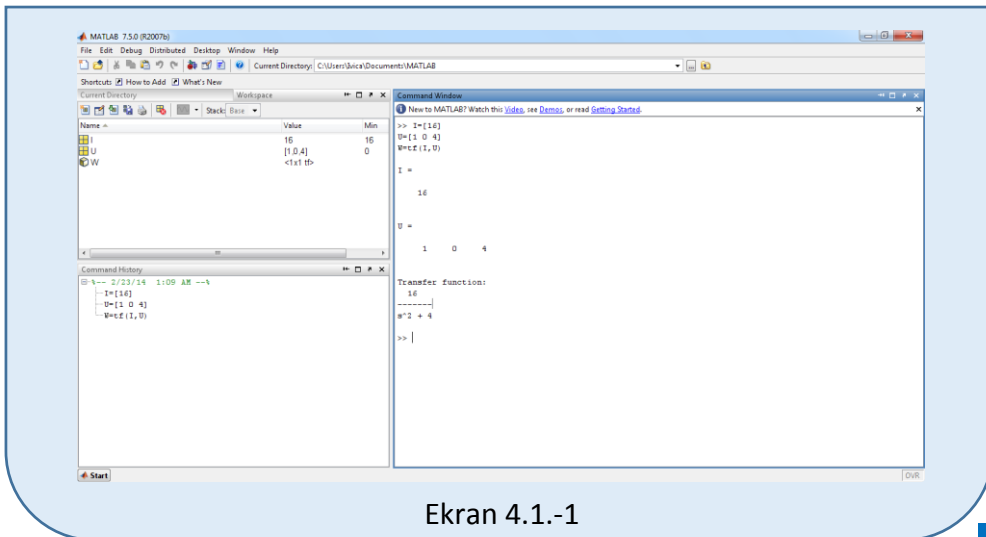 MATLAB 7.5.0 (R2007b)
File Edit Debug Distributed Desktop Window Help
Current Directory: C:\Users\Ivica\Documents\MATLAB
Shortcuts How to Add What's New
Current Directory Workspace
Stack: Base
Name Value Min
I 16 16
U [1,0,4] 0
W <1x1 tf>
Command History
%-- 2/23/14 1:09 AM --%
I=[16]
U=[1 0 4]
W=tf(I,U)
Start
Command Window
New to MATLAB? Watch this Video, see Demos, or read Getting Started.
>> I=[16]
U=[1 0 4]
W=tf(I,U)
I =
16
U =
1 0 4
Transfer function:
16
-------
s^2 + 4
>>
OVR
Ekran 4.1.-1